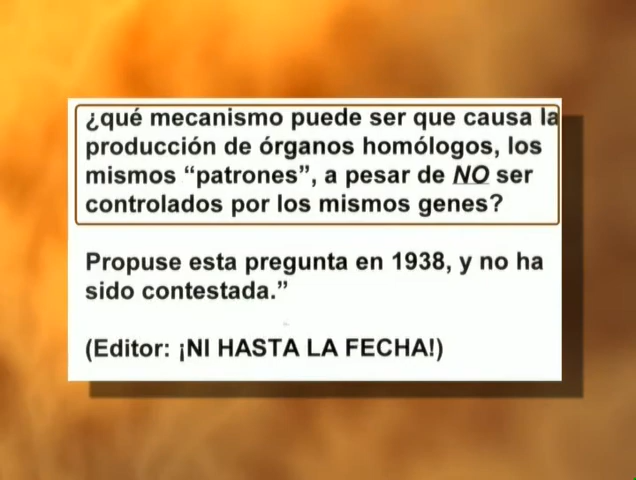 ¿qué mecanismo puede ser que causa la
producción de órganos homólogos, los
mismos “patrones”, a pesar de NO ser
controlados por los mismos genes?
Propuse esta pregunta en 1938, y no ha
sido contestada.”
(Editor: ¡NI HASTA LA FECHA!)